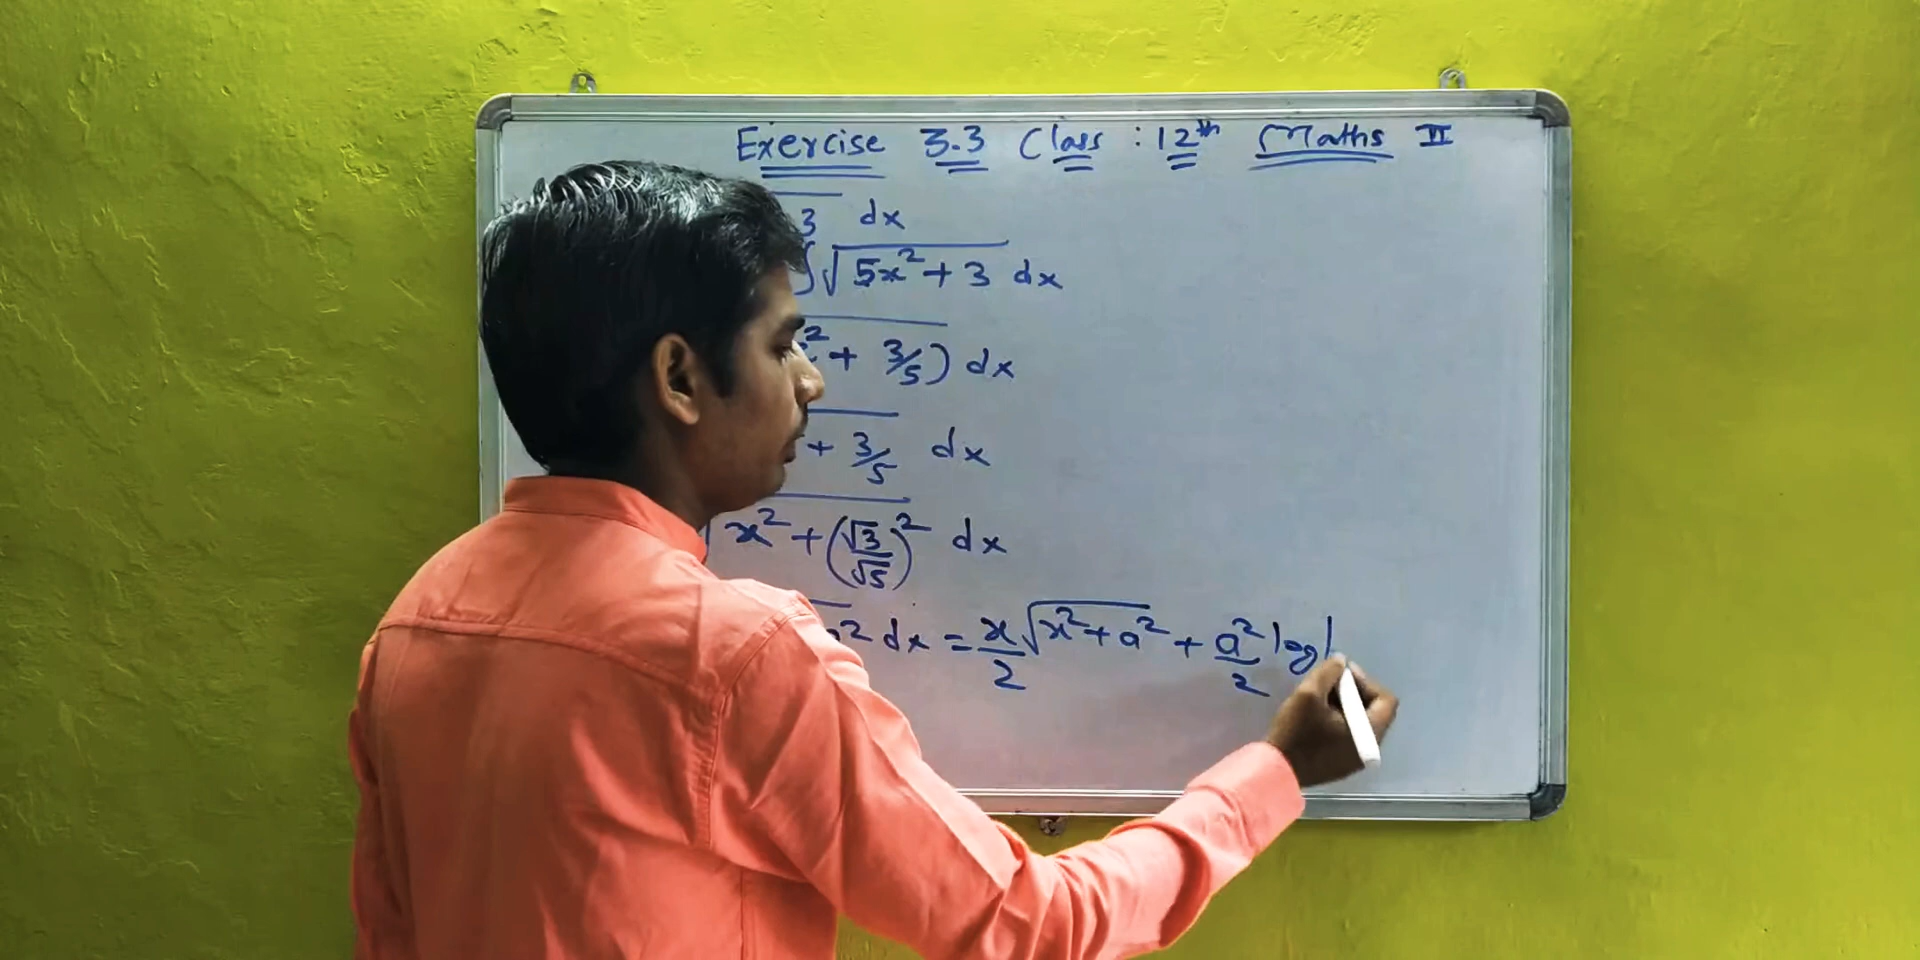 Exercise 3.3 Class : 12th Maths II
3 dx
∫√5x² + 3 dx
² + 3/5) dx
+ 3/5 dx
√x² + (√3/√5)² dx
² dx = x/2 √x² + a² + a²/2 log|